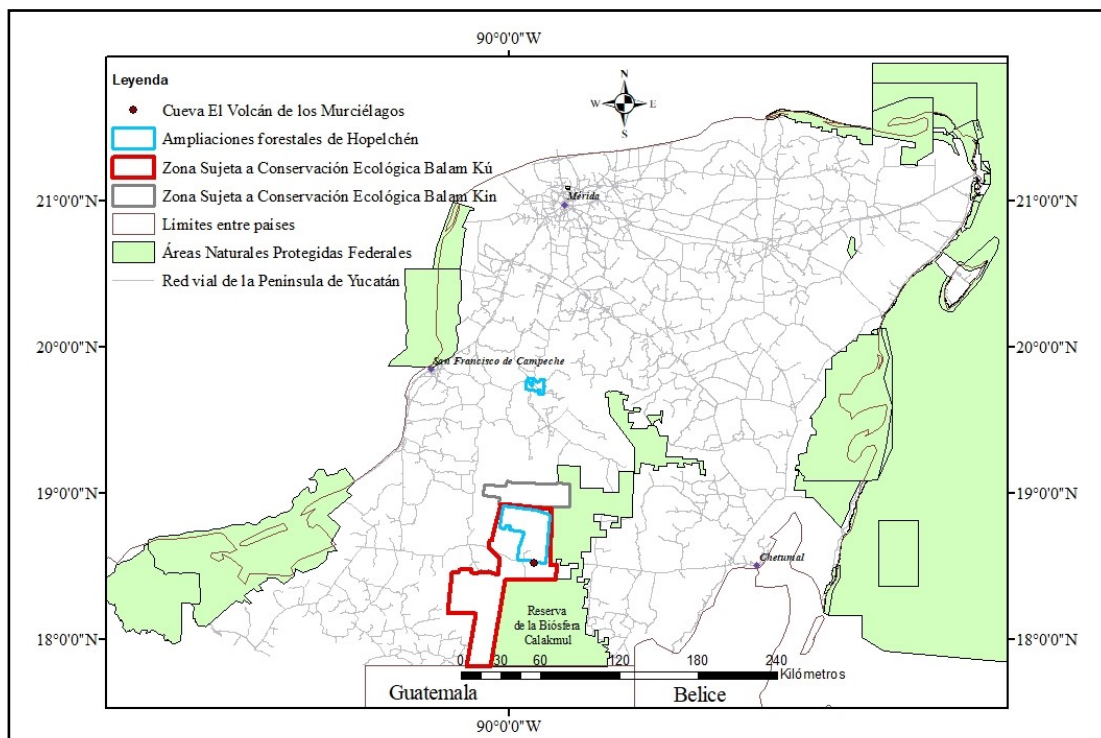 90°0'0"W
Leyenda
Cueva El Volcán de los Murciélagos
Ampliaciones forestales de Hopelchén
Zona Sujeta a Conservación Ecológica Balam Kú
Zona Sujeta a Conservación Ecológica Balam Kin
Limites entre paises
Áreas Naturales Protegidas Federales
Red vial de la Peninsula de Yucatán
N
W E
S
21°0'0"N
Mérida
21°0'0"N
20°0'0"N
San Francisco de Campeche
20°0'0"N
19°0'0"N
19°0'0"N
Chetumal
18°0'0"N
Reserva
de la Biósfera
Calakmul
18°0'0"N
0 30 60 120 180 240
Kilómetros
Guatemala Belice
90°0'0"W